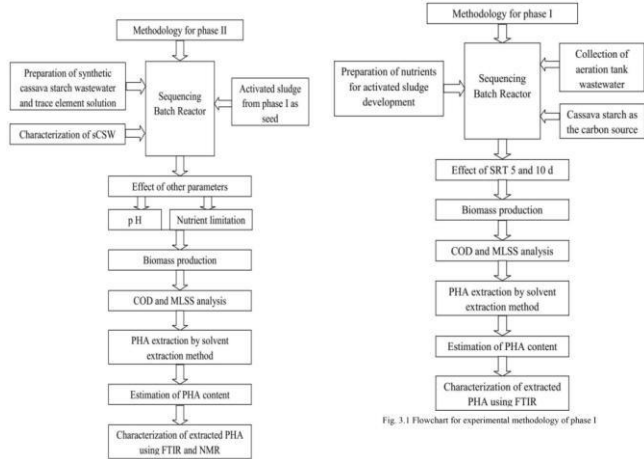 Methodology for phase II
Preparation of synthetic
cassava starch wastewater
and trace element solution
Characterization of sCSW
Sequencing
Batch Reactor
Activated sludge
from phase I as
seed
Effect of other parameters
p H
Nutrient limitation
Biomass production
COD and MLSS analysis
PHA extraction by solvent
extraction method
Estimation of PHA content
Characterization of extracted PHA
using FTIR and NMR
Methodology for phase I
Preparation of nutrients
for activated sludge
development
Sequencing
Batch Reactor
Collection of
aeration tank
wastewater
Cassava starch as
the carbon source
Effect of SRT 5 and 10 d
Biomass production
COD and MLSS analysis
PHA extraction by solvent
extraction method
Estimation of PHA content
Characterization of extracted
PHA using FTIR
Fig. 3.1 Flowchart for experimental methodology of phase I